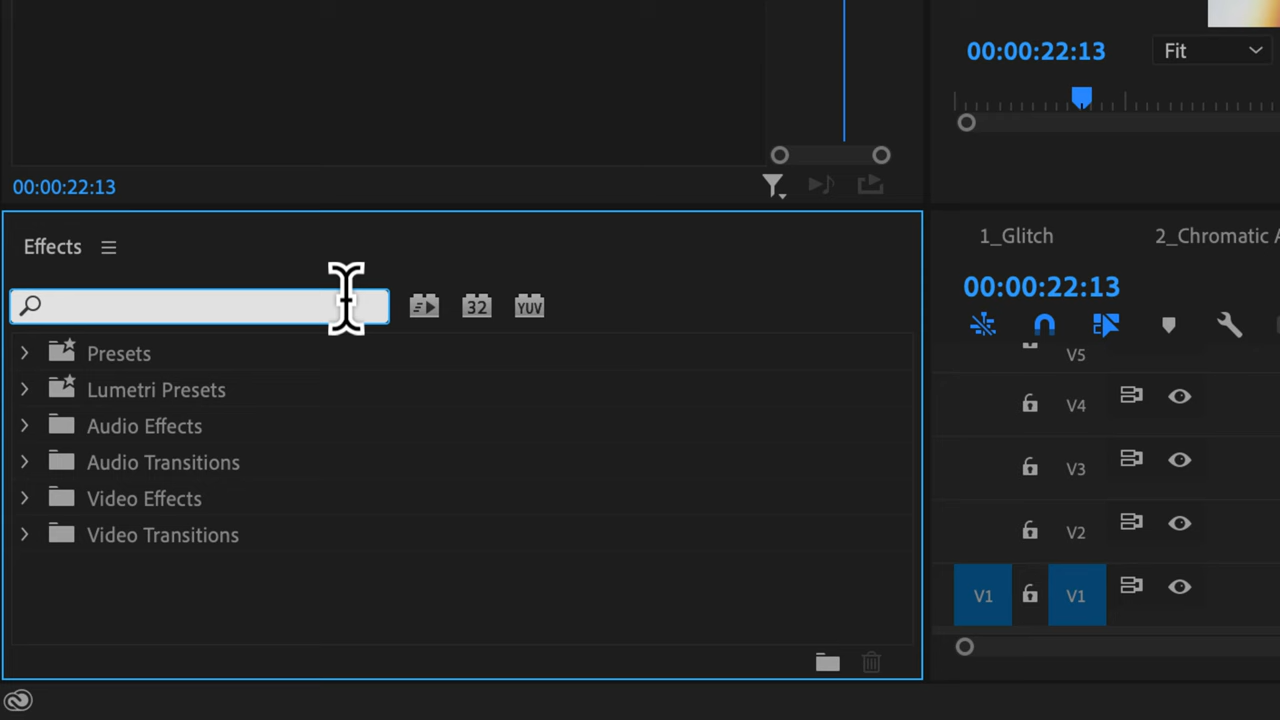 00:00:22:13
Fit
00:00:22:13
Effects
32
YUV
Presets
Lumetri Presets
Audio Effects
Audio Transitions
Video Effects
Video Transitions
1_Glitch
2_Chromatic A
00:00:22:13
V5
V4
V3
V2
V1
V1